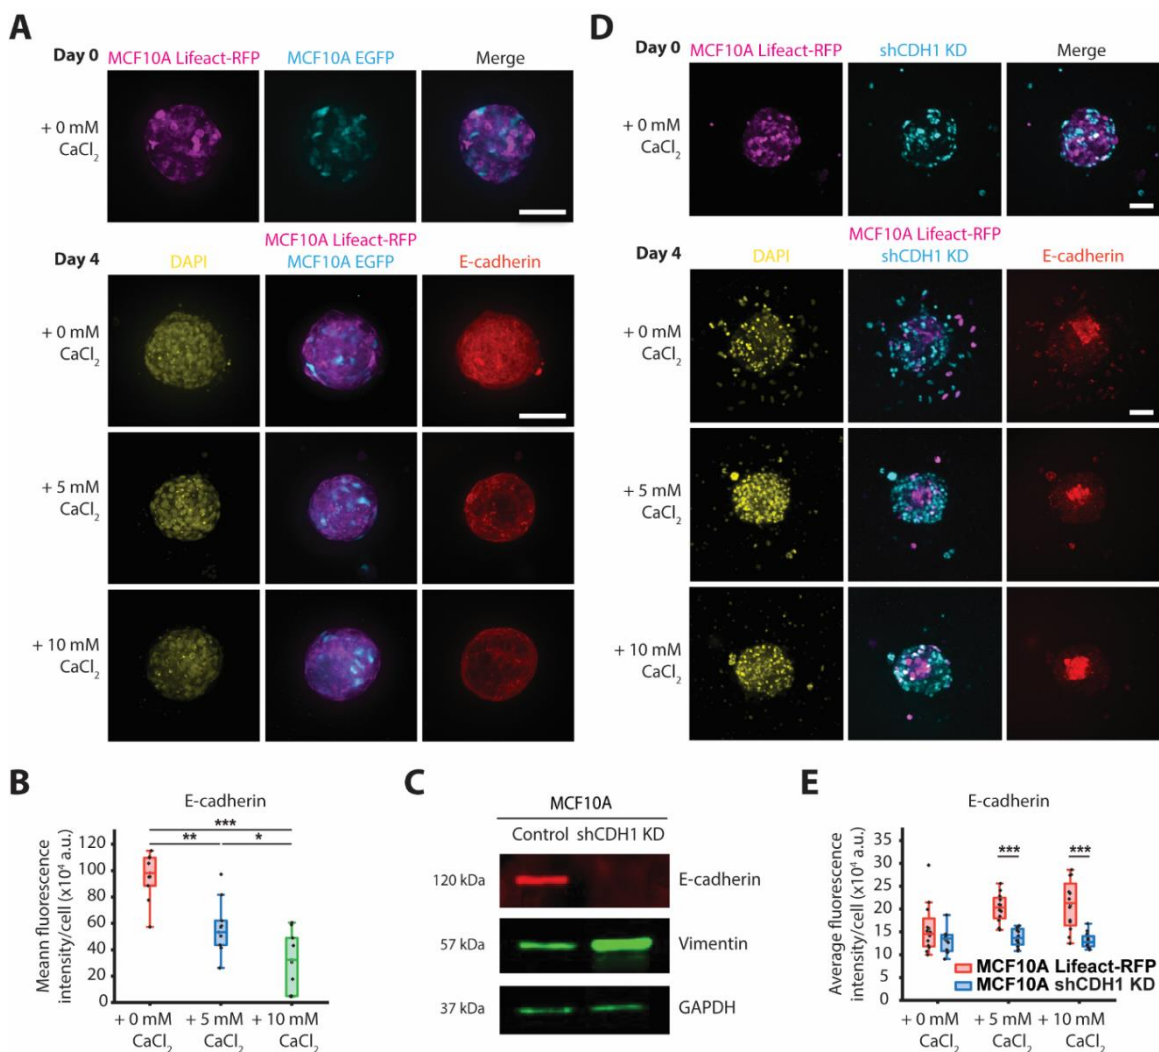 A
Day 0
MCF10A Lifeact-RFP
MCF10A EGFP
Merge
+ 0 mM
CaCl₂
Day 4
DAPI
MCF10A Lifeact-RFP
MCF10A EGFP
E-cadherin
+ 0 mM
CaCl₂
+ 5 mM
CaCl₂
+ 10 mM
CaCl₂
D
Day 0
MCF10A Lifeact-RFP
shCDH1 KD
Merge
+ 0 mM
CaCl₂
Day 4
DAPI
MCF10A Lifeact-RFP
shCDH1 KD
E-cadherin
+ 0 mM
CaCl₂
+ 5 mM
CaCl₂
+ 10 mM
CaCl₂
B
E-cadherin
Meann fluorescence
intensity/cell (x10⁴ a.u.)
120
100
80
60
40
20
0
***
**
*
+ 0 mM
CaCl₂
+ 5 mM
CaCl₂
+ 10 mM
CaCl₂
C
MCF10A
Control shCDH1 KD
120 kDa
E-cadherin
57 kDa
Vimentin
37 kDa
GAPDH
E
E-cadherin
Average fluorescence
intensity/cell (x10⁴ a.u.)
35
25
20
15
10
5
0
***
***
MCF10A Lifeact-RFP
MCF10A shCDH1 KD
+ 0 mM
CaCl₂
+ 5 mM
CaCl₂
+ 10 mM
CaCl₂